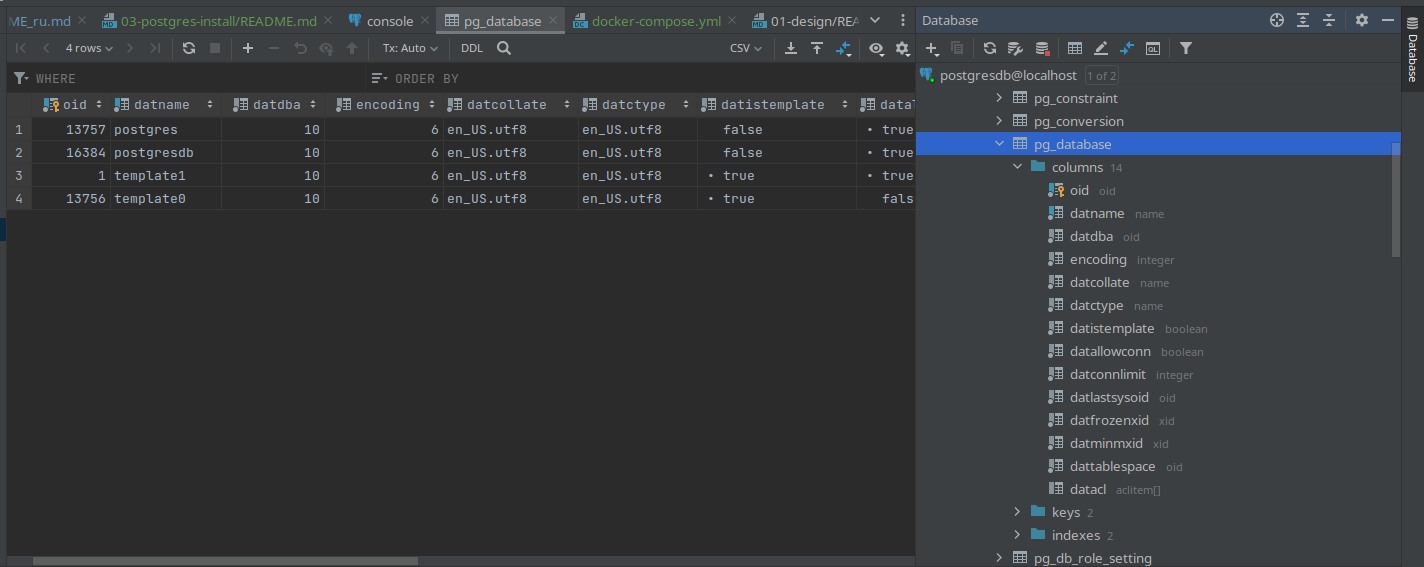 ME_ru.md 03-postgres-install/README.md console pg_database docker-compose.yml 01-design/REA
4 rows Tx: Auto DDL CSV
WHERE ORDER BY
oid datname datdba encoding datcollate datctype datistemplate datal
1 13757 postgres 10 6 en_US.utf8 en_US.utf8 false • true
2 16384 postgresdb 10 6 en_US.utf8 en_US.utf8 false • true
3 1 template1 10 6 en_US.utf8 en_US.utf8 • true • true
4 13756 template0 10 6 en_US.utf8 en_US.utf8 • true fals
Database
postgresdb@localhost 1 of 2
pg_constraint
pg_conversion
pg_database
columns 14
oid oid
datname name
datdba oid
encoding integer
datcollate name
datctype name
datistemplate boolean
datallowconn boolean
datconnlimit integer
datlastsysoid oid
datfrozenxid xid
datminmxid xid
dattablespace oid
datacl aclitem[]
keys 2
indexes 2
pg_db_role_setting
Database